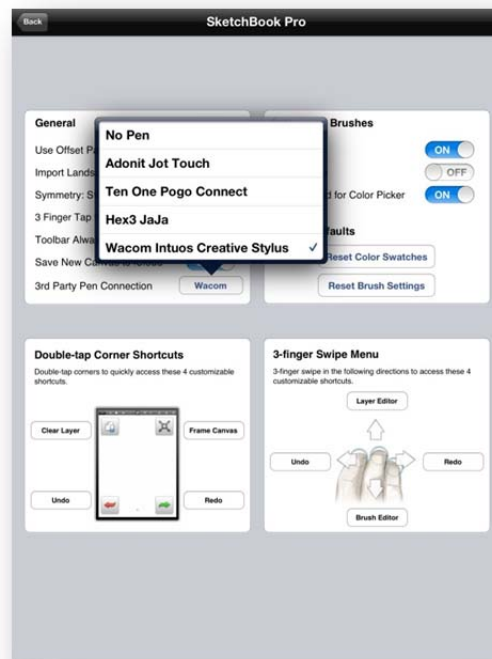 Back
SketchBook Pro
General
Use Offset
Import Lands
Symmetry:
3 Finger Tap
Toolbar
Save New
3rd Party Pen Connection
Wacom
No Pen
Adonit Jot Touch
Ten One Pogo Connect
Hex3 JaJa
Wacom Intuos Creative Stylus
Brushes
ON
OFF
for Color Picker
ON
Reset Color Swatches
Reset Brush Settings
Double-tap Corner Shortcuts
Double-tap corners to quickly access these 4 customizable
shortcuts.
Clear Layer
Frame Canvas
Undo
Redo
3-finger Swipe Menu
3-finger swipe in the following directions to access these 4
customizable shortcuts.
Layer Editor
Undo
Redo
Brush Editor